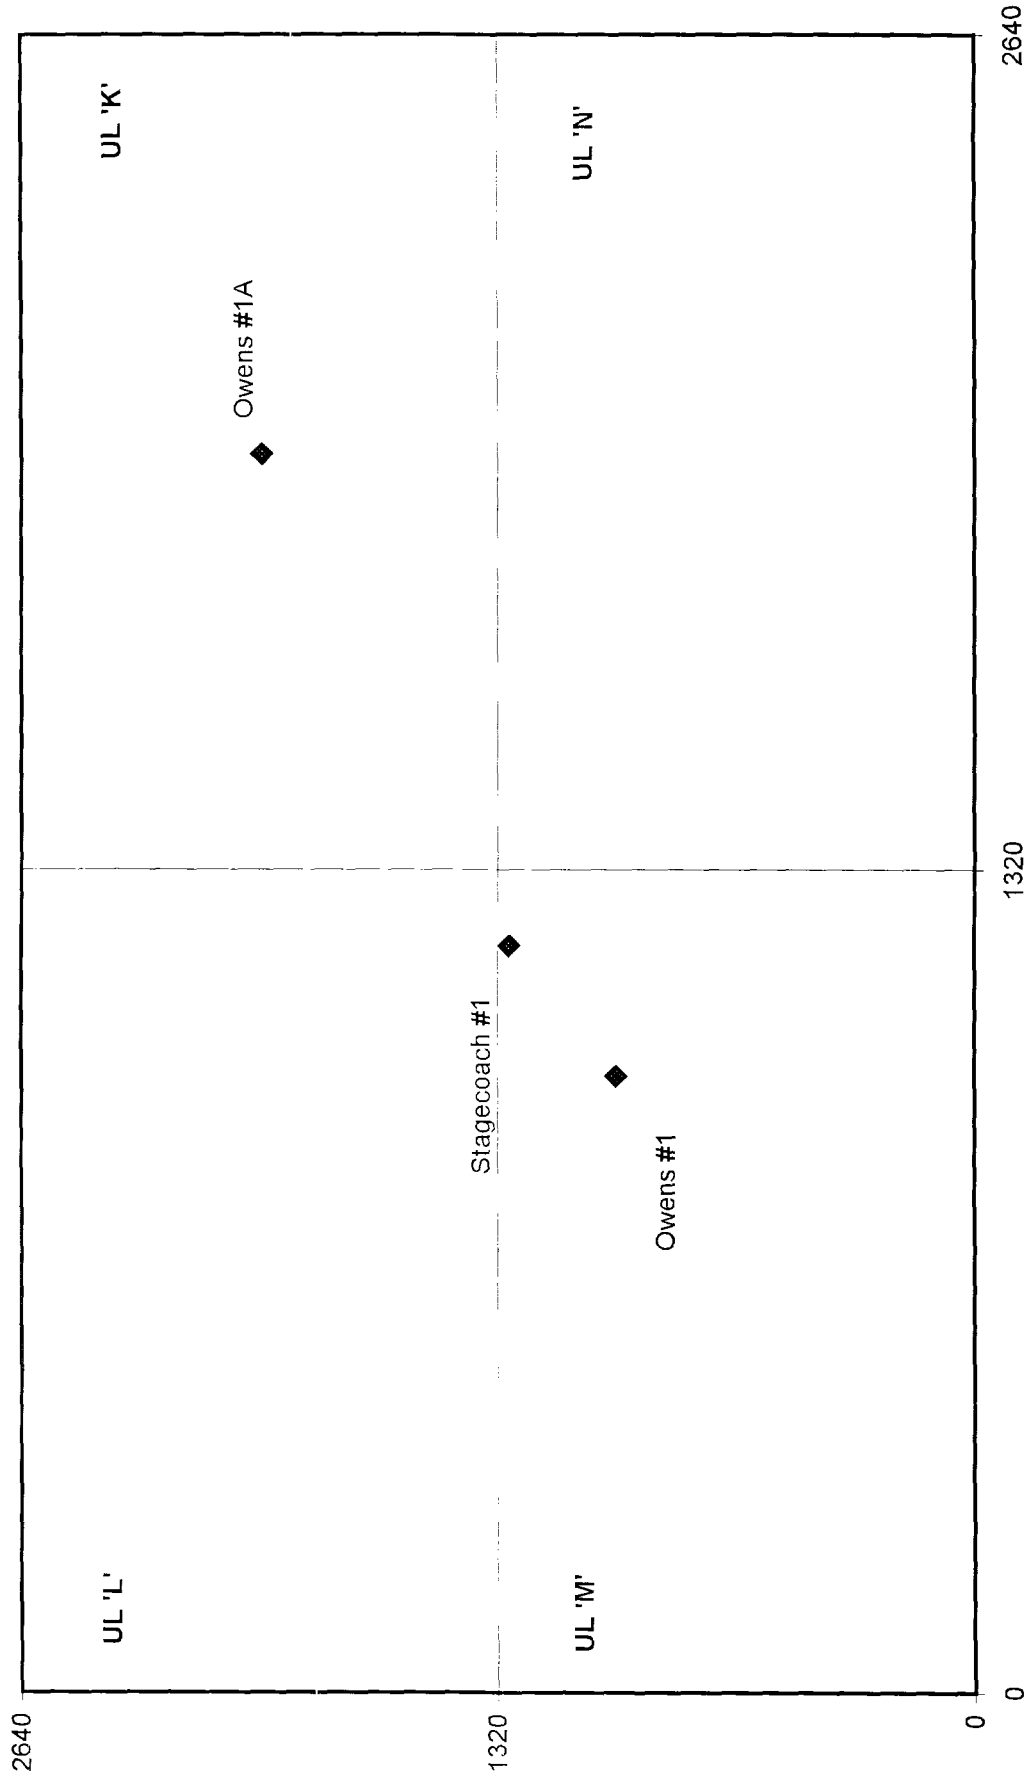 2640
UL 'L'
UL 'K'
Owens #1A
Stagecoach #1
1320
UL 'M'
UL 'N'
Owens #1
0
0
1320
2640